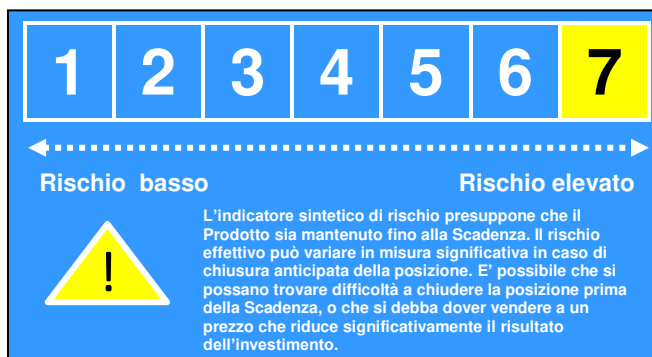 1 2 3 4 5 6 7
Rischio basso Rischio elevato
L'indicatore sintetico di rischio presuppone che il
Prodotto sia mantenuto fino alla Scadenza. Il rischio
effettivo può variare in misura significativa in caso di
chiusura anticipata della posizione. E' possibile che si
possano trovare difficoltà a chiudere la posizione prima
della Scadenza, o che si debba dover vendere a un
prezzo che riduce significativamente il risultato
dell'investimento.
!